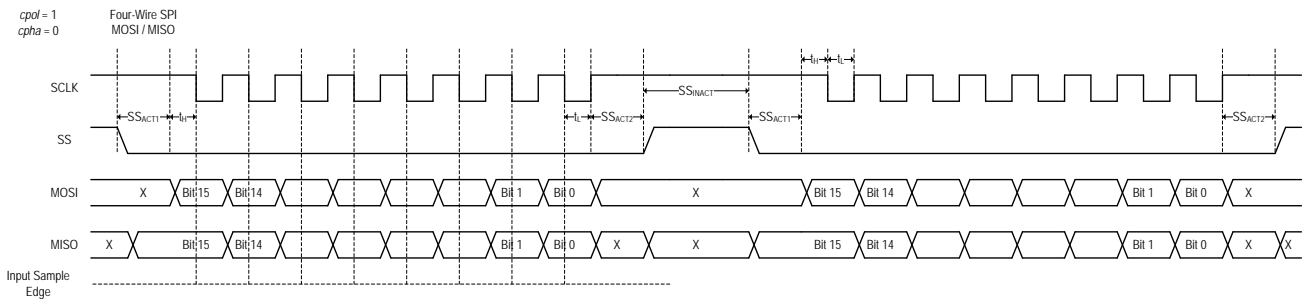 cpol = 1
cpha = 0
Four-Wire SPI
MOSI / MISO
SCLK
tH
tL
SSINACT
SSACT1
tH
tL
SSACT2
SSACT1
SSACT2
SS
MOSI
X
Bit 15
Bit 14
Bit 1
Bit 0
X
Bit 15
Bit 14
Bit 1
Bit 0
X
MISO
X
Bit 15
Bit 14
Bit 1
Bit 0
X
X
Bit 15
Bit 14
Bit 1
Bit 0
X
X
Input Sample
Edge